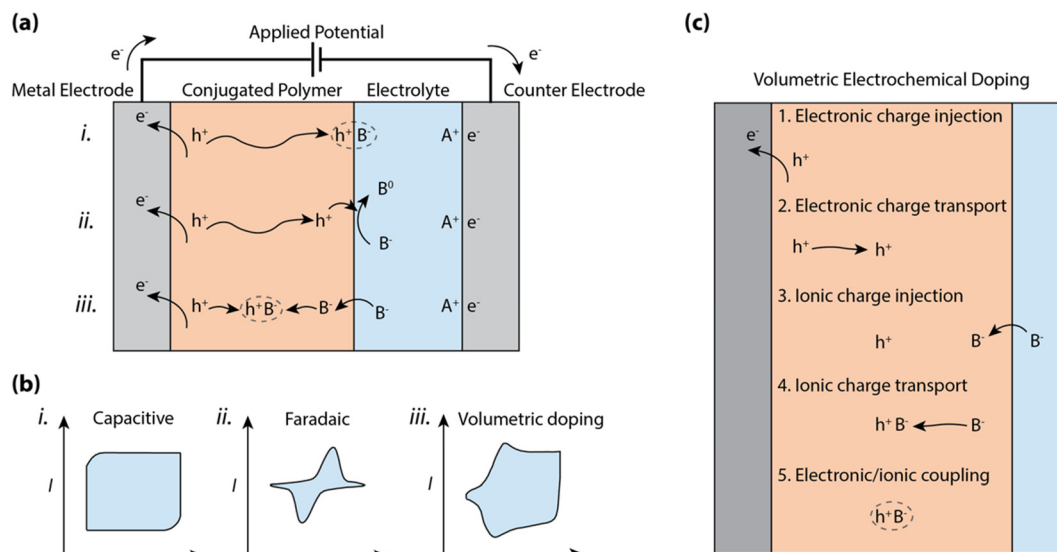 (a)
Applied Potential
e⁻ e⁻
Metal Electrode Conjugated Polymer Electrolyte Counter Electrode
i. e⁻ h⁺ h⁺ B⁻ A⁺ e⁻
B⁰
ii. e⁻ h⁺ h⁺ A⁺ e⁻
B⁻
iii. e⁻ h⁺ h⁺B⁻ B⁻ B⁻ A⁺ e⁻
(b)
i. Capacitive
I
ii. Faradaic
I
iii. Volumetric doping
I
(c)
Volumetric Electrochemical Doping
1. Electronic charge injection
e⁻
h⁺
2. Electronic charge transport
h⁺ h⁺
3. Ionic charge injection
h⁺ B⁻ B⁻
4. Ionic charge transport
h⁺ B⁻ B⁻
5. Electronic/ionic coupling
h⁺B⁻